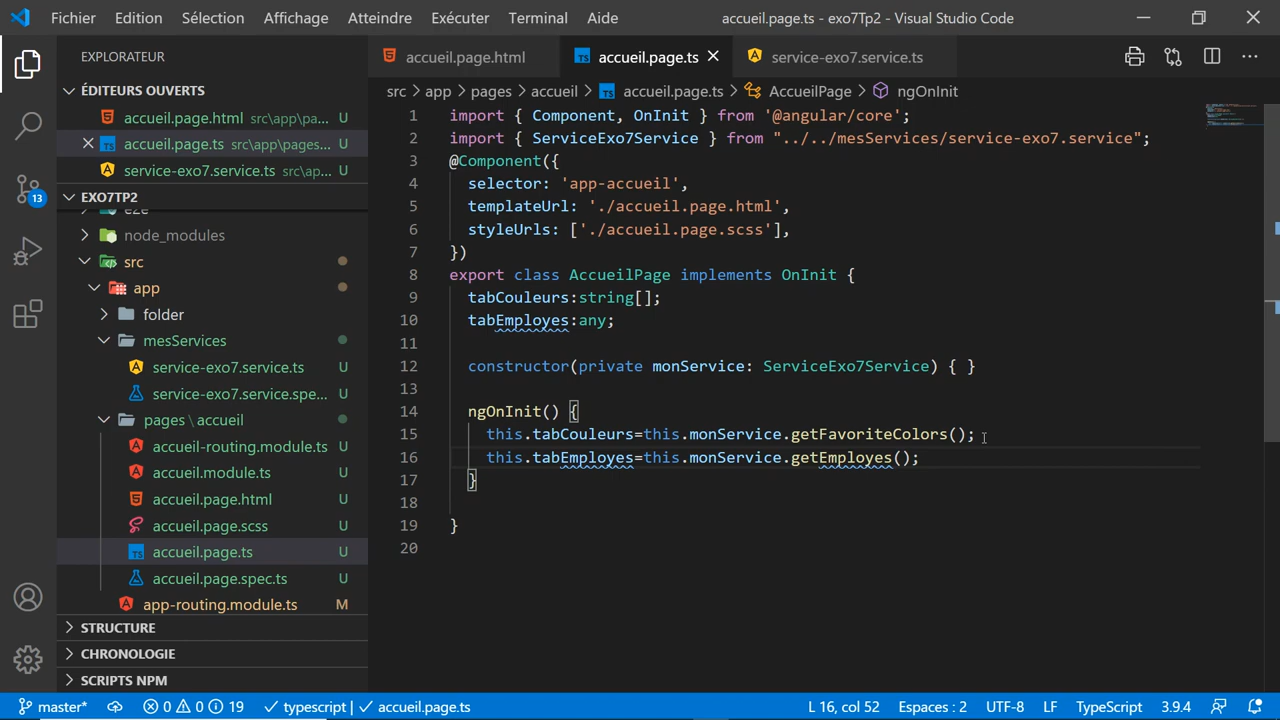 Fichier Edition Sélection Affichage Atteindre Exécuter Terminal Aide accueil.page.ts - exo7Tp2 - Visual Studio Code
EXPLORATEUR
accueil.page.html accueil.page.ts service-exo7.service.ts
ÉDITEURS OUVERTS
src > app > pages > accueil > accueil.page.ts > AccueilPage > ngOnInit
accueil.page.html src\app\pa... U
accueil.page.ts src\app\pages... U
service-exo7.service.ts src\ap... U
EXO7TP2
13
eze
node_modules
src
app
folder
mesServices
service-exo7.service.ts U
service-exo7.service.spe... U
pages \ accueil
accueil-routing.module.ts U
accueil.module.ts U
accueil.page.html U
accueil.page.scss U
accueil.page.ts U
accueil.page.spec.ts U
app-routing.module.ts M
STRUCTURE
CHRONOLOGIE
SCRIPTS NPM
1 import { Component, OnInit } from '@angular/core';
2 import { ServiceExo7Service } from "../../mesServices/service-exo7.service";
3 @Component({
4 selector: 'app-accueil',
5 templateUrl: './accueil.page.html',
6 styleUrls: ['./accueil.page.scss'],
7 })
8 export class AccueilPage implements OnInit {
9 tabCouleurs:string[];
10 tabEmployes:any;
11
12 constructor(private monService: ServiceExo7Service) { }
13
14 ngOnInit() {
15 this.tabCouleurs=this.monService.getFavoriteColors();
16 this.tabEmployes=this.monService.getEmployes();
17 }
18
19 }
20
master* 0 0 19 typescript | accueil.page.ts L 16, col 52 Espaces : 2 UTF-8 LF TypeScript 3.9.4